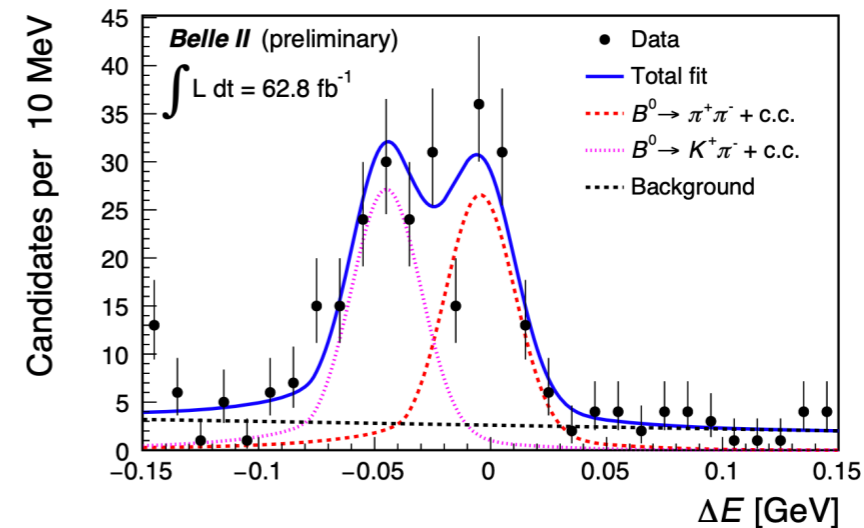 Candidates per 10 MeV
45
40
35
30
25
20
15
10
5
0
Belle II (preliminary)
∫ L dt = 62.8 fb⁻¹
Data
Total fit
B⁰→ π⁺π⁻ + c.c.
B⁰→ K⁺π⁻ + c.c.
Background
−0.15 −0.1 −0.05 0 0.05 0.1 0.15
ΔE [GeV]